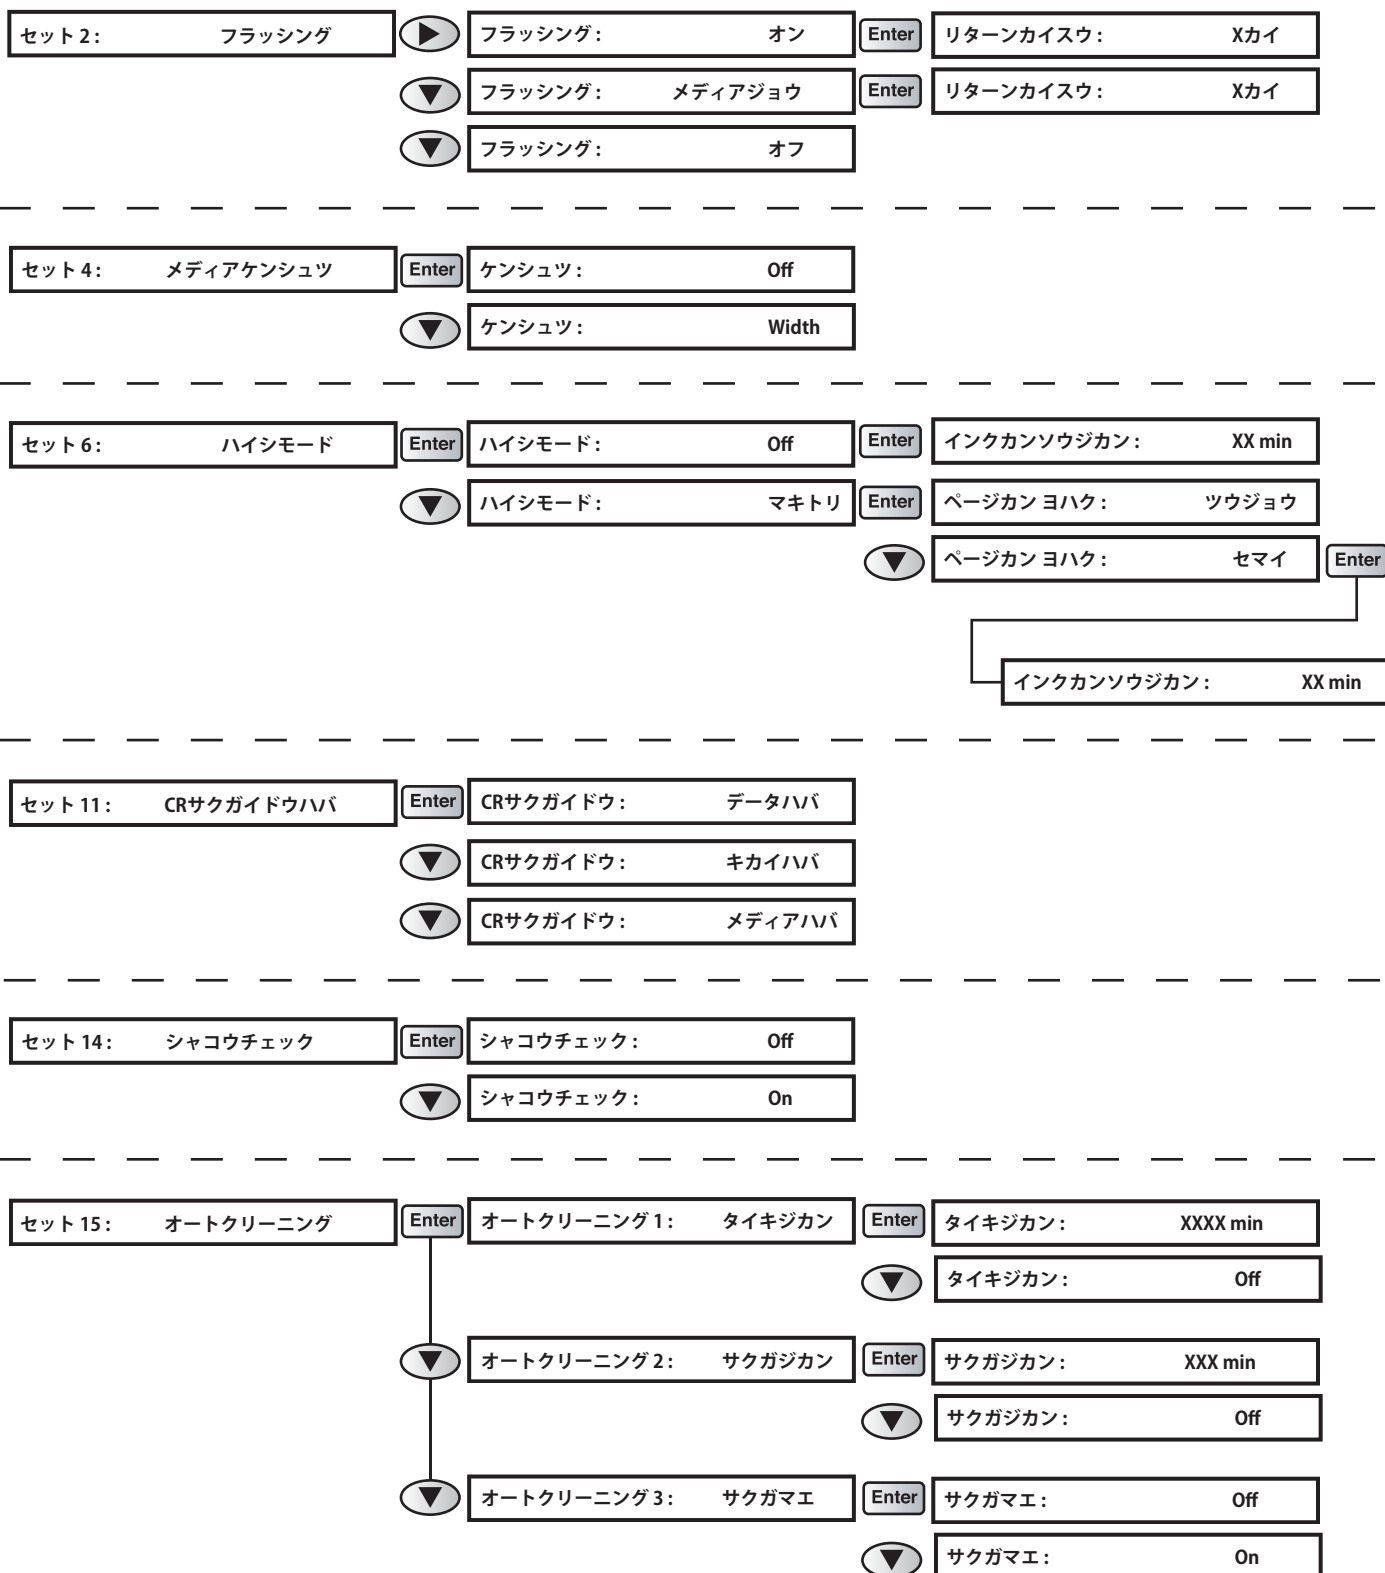 セット 2 : フラッシング フラッシング : オン Enter リターンカイスウ : Xカイ
フラッシング : メディアジョウ Enter リターンカイスウ : Xカイ
フラッシング : オフ
セット 4 : メディアケンシュツ Enter ケンシュツ : Off
ケンシュツ : Width
セット 6 : ハイシモード Enter ハイシモード : Off Enter インクカンソウジカン : XX min
ハイシモード : マキトリ Enter ページカン ヨハク : ツウジョウ
ページカン ヨハク : セマイ Enter
インクカンソウジカン : XX min
セット 11 : CRサクガイドウハバ Enter CRサクガイドウ : データハバ
CRサクガイドウ : キカイハバ
CRサクガイドウ : メディアハバ
セット 14 : シャコウチェック Enter シャコウチェック : Off
シャコウチェック : On
セット 15 : オートクリーニング Enter オートクリーニング 1 : タイキジカン Enter タイキジカン : XXXX min
タイキジカン : Off
オートクリーニング 2 : サクガジカン Enter サクガジカン : XXX min
サクガジカン : Off
オートクリーニング 3 : サクガマエ Enter サクガマエ : Off
サクガマエ : On